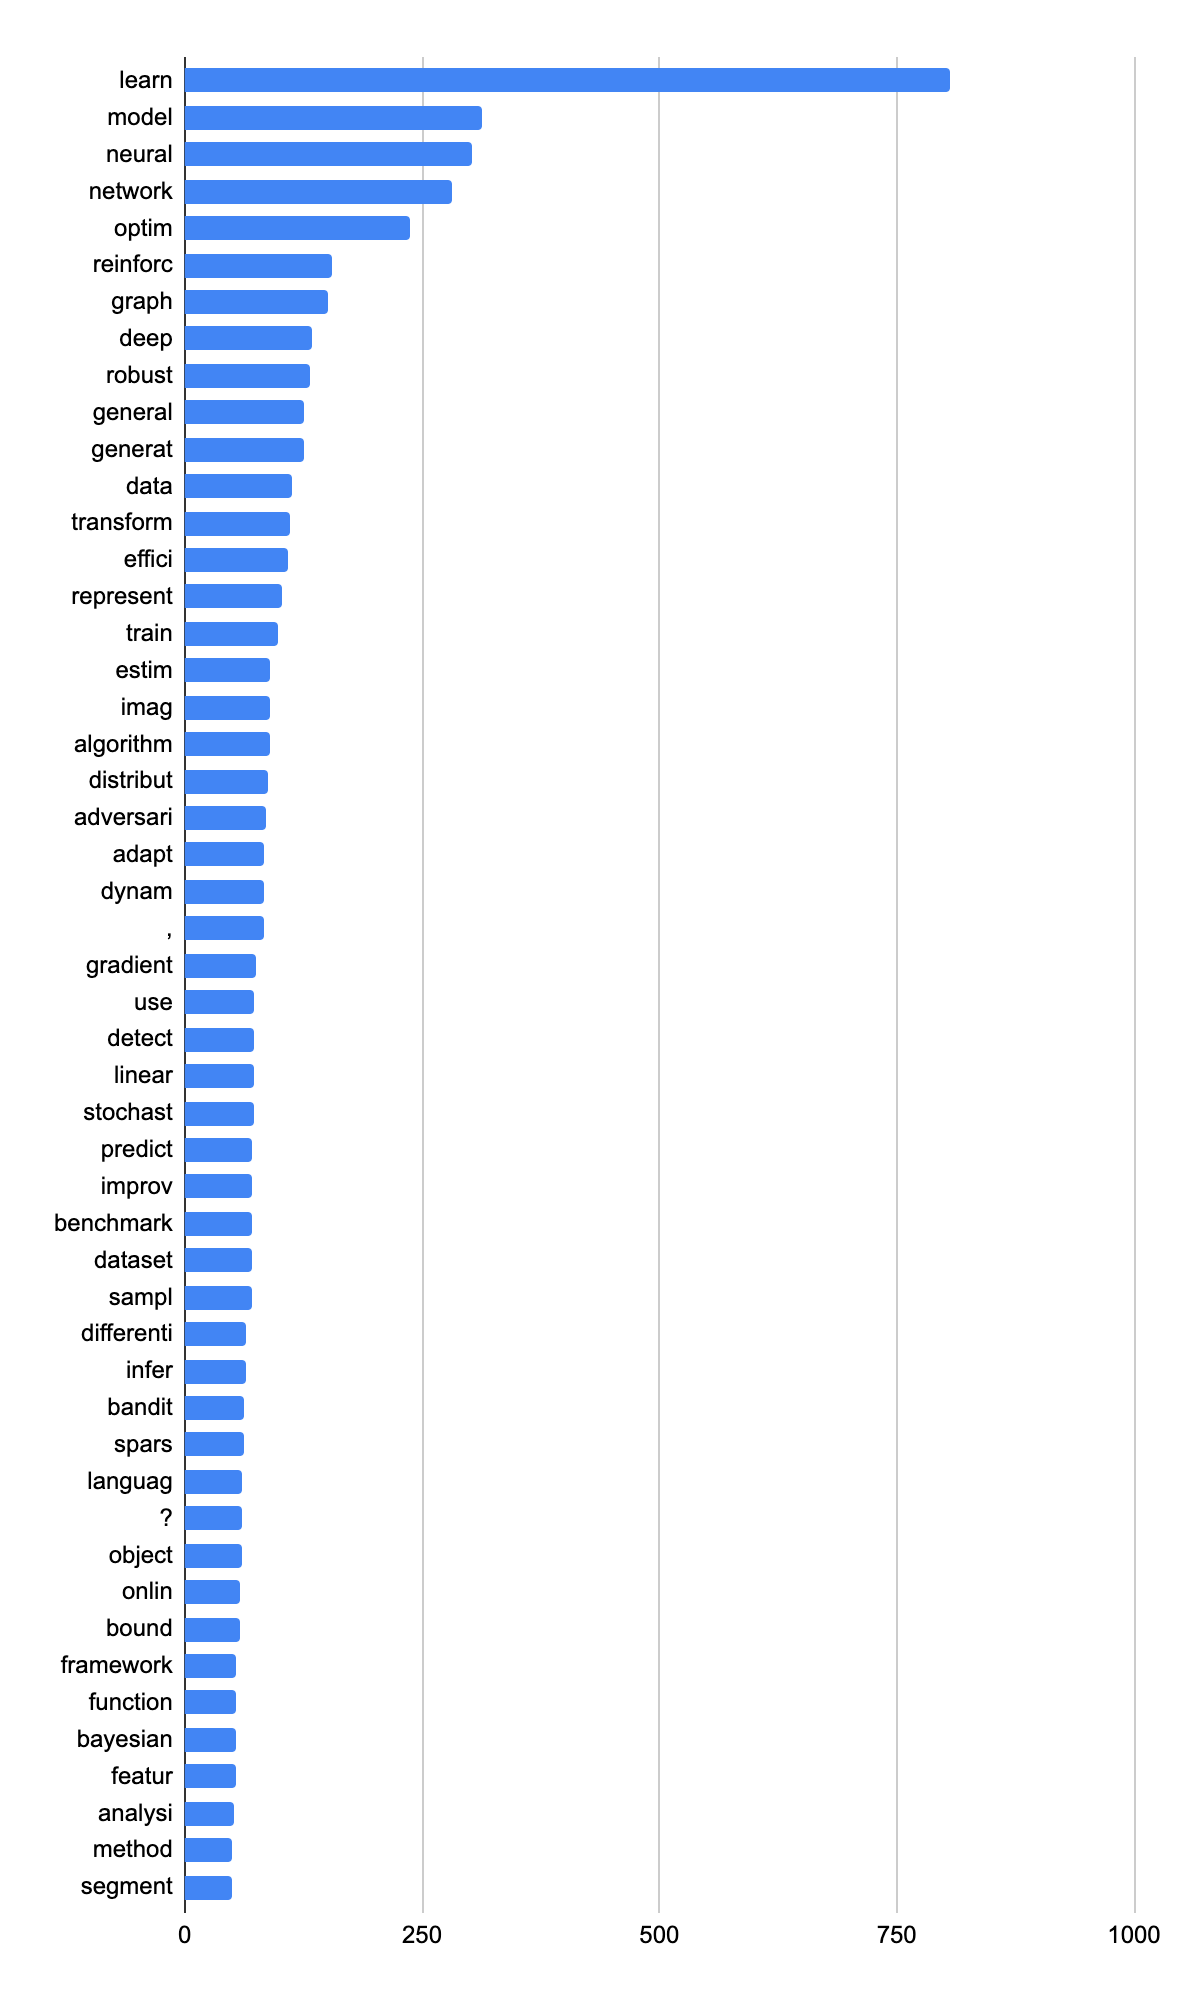 learn
model
neural
network
optim
reinforc
graph
deep
robust
general
generat
data
transform
effici
represent
train
estim
imag
algorithm
distribut
adversari
adapt
dynam
,
gradient
use
detect
linear
stochast
predict
improv
benchmark
dataset
sampl
differenti
infer
bandit
spars
languag
?
object
onlin
bound
framework
function
bayesian
featur
analysi
method
segment
0 250 500 750 1000